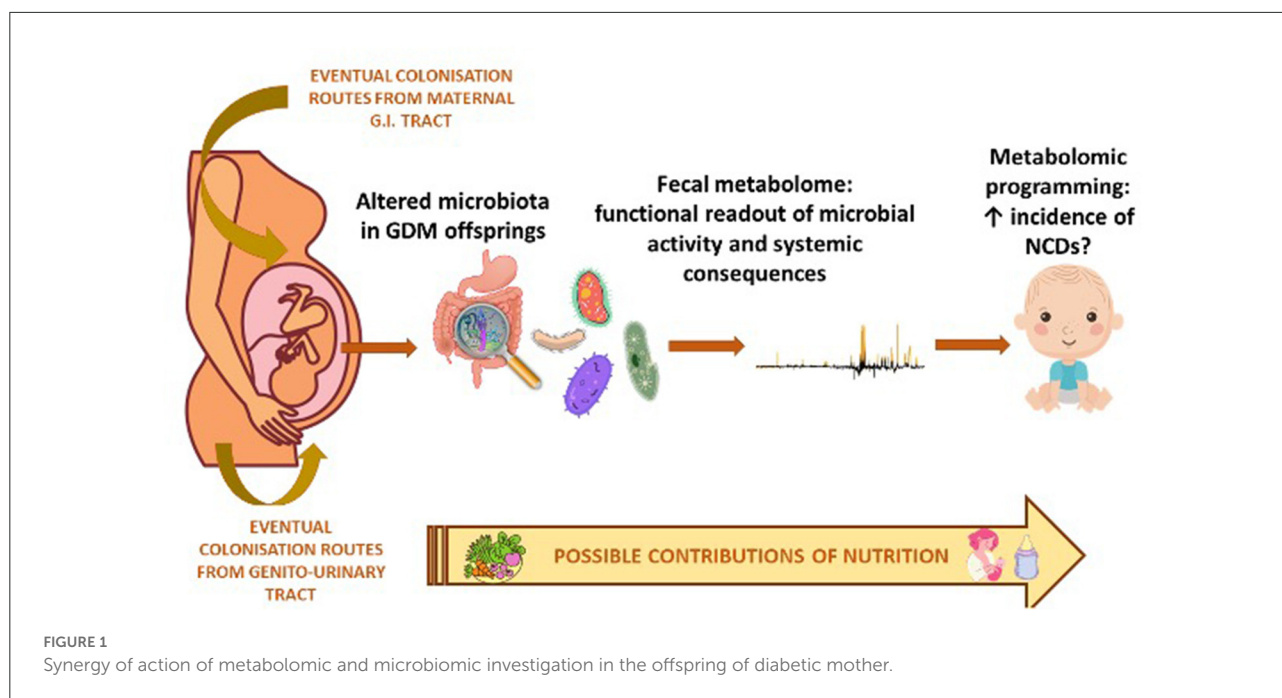 EVENTUAL COLONISATION
ROUTES FROM MATERNAL
G.I. TRACT
Altered microbiota
in GDM offsprings
Fecal metabolome:
functional readout of microbial
activity and systemic
consequences
Metabolomic
programming:
↑ incidence of
NCDs?
EVENTUAL
COLONISATION ROUTES
FROM GENITO-URINARY
TRACT
POSSIBLE CONTRIBUTIONS OF NUTRITION
FIGURE 1
Synergy of action of metabolomic and microbiomic investigation in the offspring of diabetic mother.